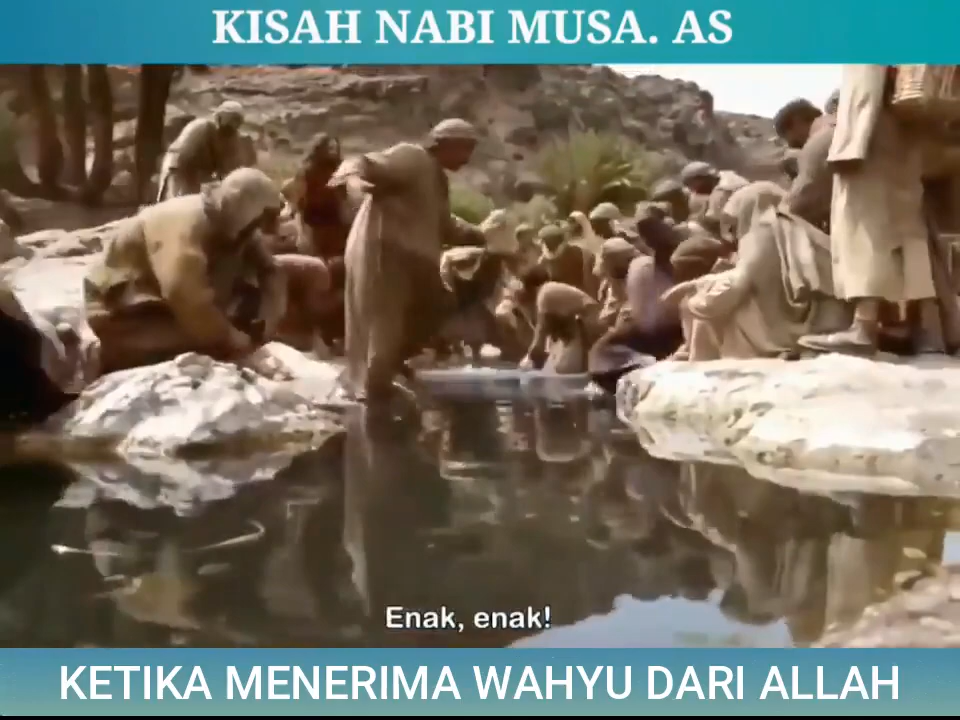 KISAH NABI MUSA. AS
Enak, enak!
KETIKA MENERIMA WAHYU DARI ALLAH